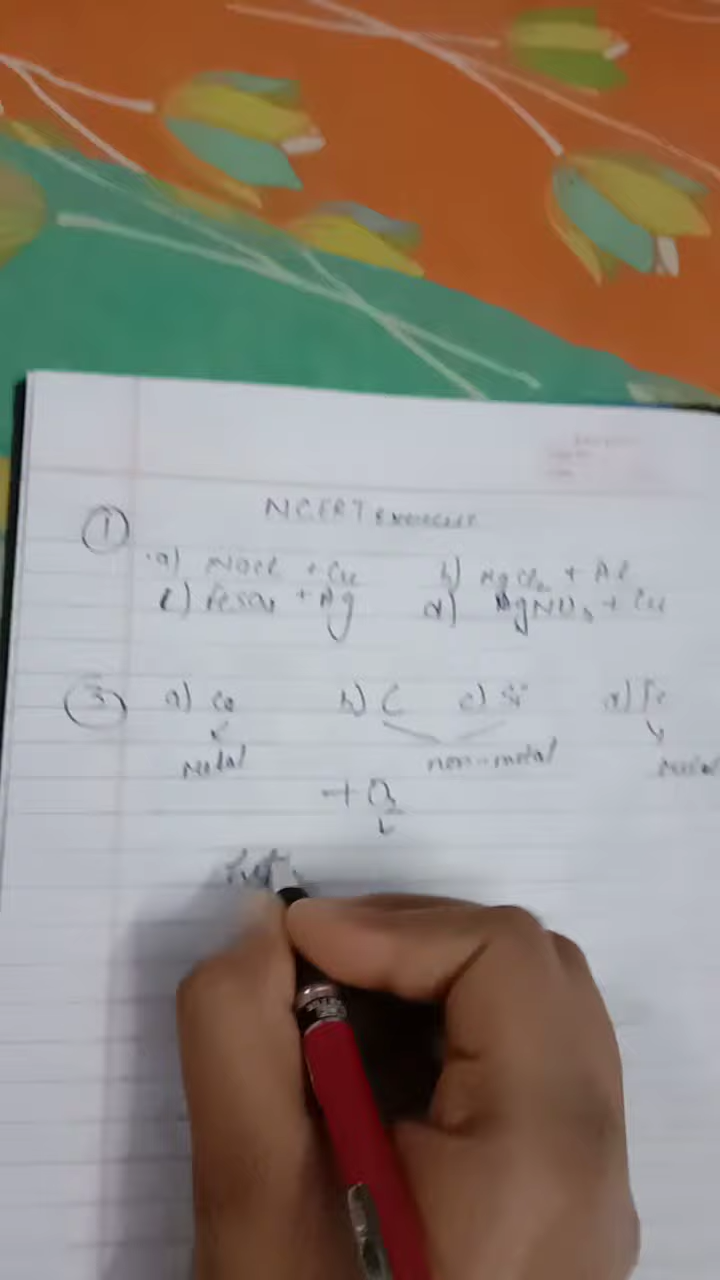 NCERT Exercise
① a) NaCl + Cu b) MgCl₂ + Al
c) FeSO₄ + Ag d) AgNO₃ + Cu
③ a) Ca b) C c) Si d) Fe
Metal non-metal Metal
+ O₂